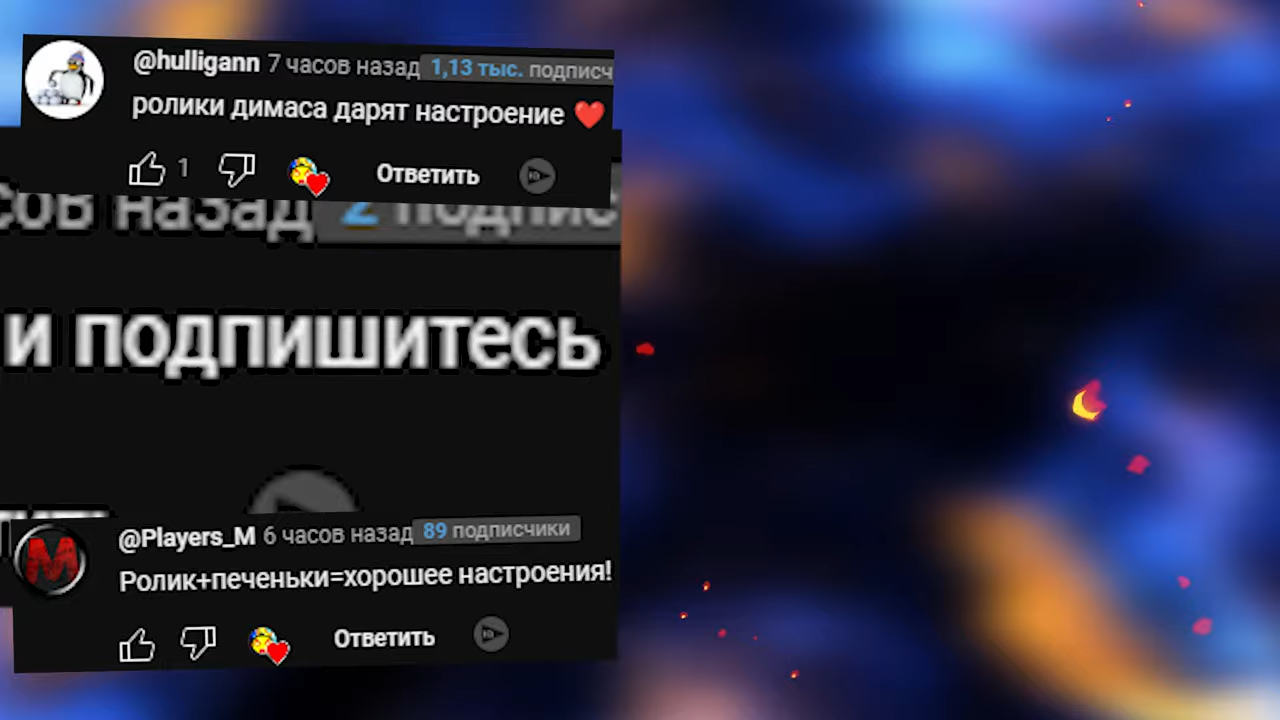 @hulligann 7 часов назад 1,13 тыс. подписч
ролики димаса дарят настроение ❤️
1 Ответить
сов назад 2 подпис
и подпишитесь
@Players_M 6 часов назад 89 подписчики
Ролик+печеньки=хорошее настроения!
Ответить